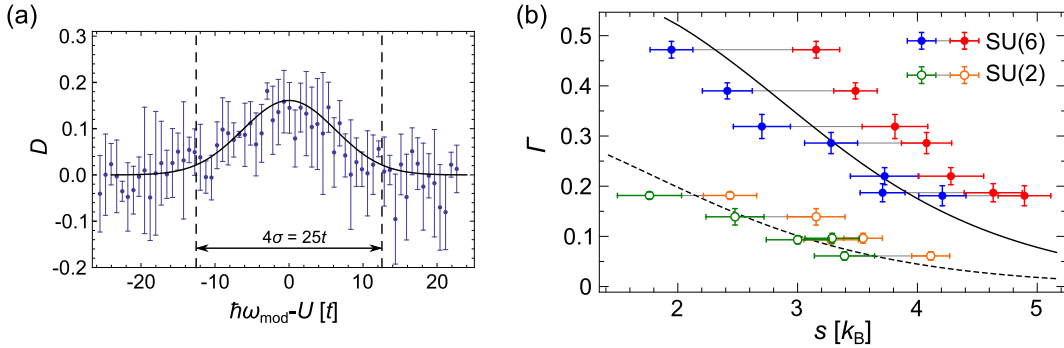 (a)
0.3
0.2
0.1
0.0
-0.1
-0.2
D
4σ = 25t
-20
-10
0
10
20
ħω_mod-U [t]
(b)
0.5
0.4
0.3
0.2
0.1
0
Γ
SU(6)
SU(2)
2
3
4
5
s [k_B]